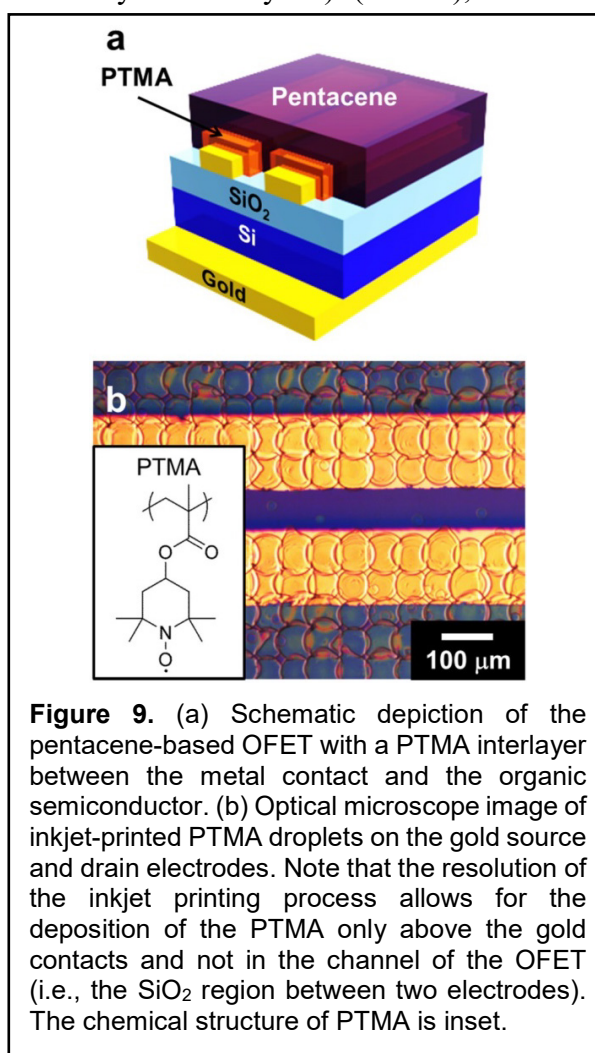 a
PTMA
Pentacene
SiO₂
Si
Gold
b
PTMA
O
O
N
O·
100 μm
Figure 9. (a) Schematic depiction of the
pentacene-based OFET with a PTMA interlayer
between the metal contact and the organic
semiconductor. (b) Optical microscope image of
inkjet-printed PTMA droplets on the gold source
and drain electrodes. Note that the resolution of
the inkjet printing process allows for the
deposition of the PTMA only above the gold
contacts and not in the channel of the OFET
(i.e., the SiO₂ region between two electrodes).
The chemical structure of PTMA is inset.